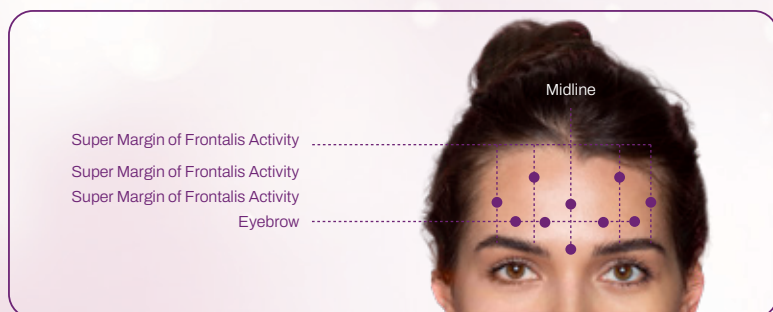 Midline
Super Margin of Frontalis Activity
Super Margin of Frontalis Activity
Super Margin of Frontalis Activity
Eyebrow